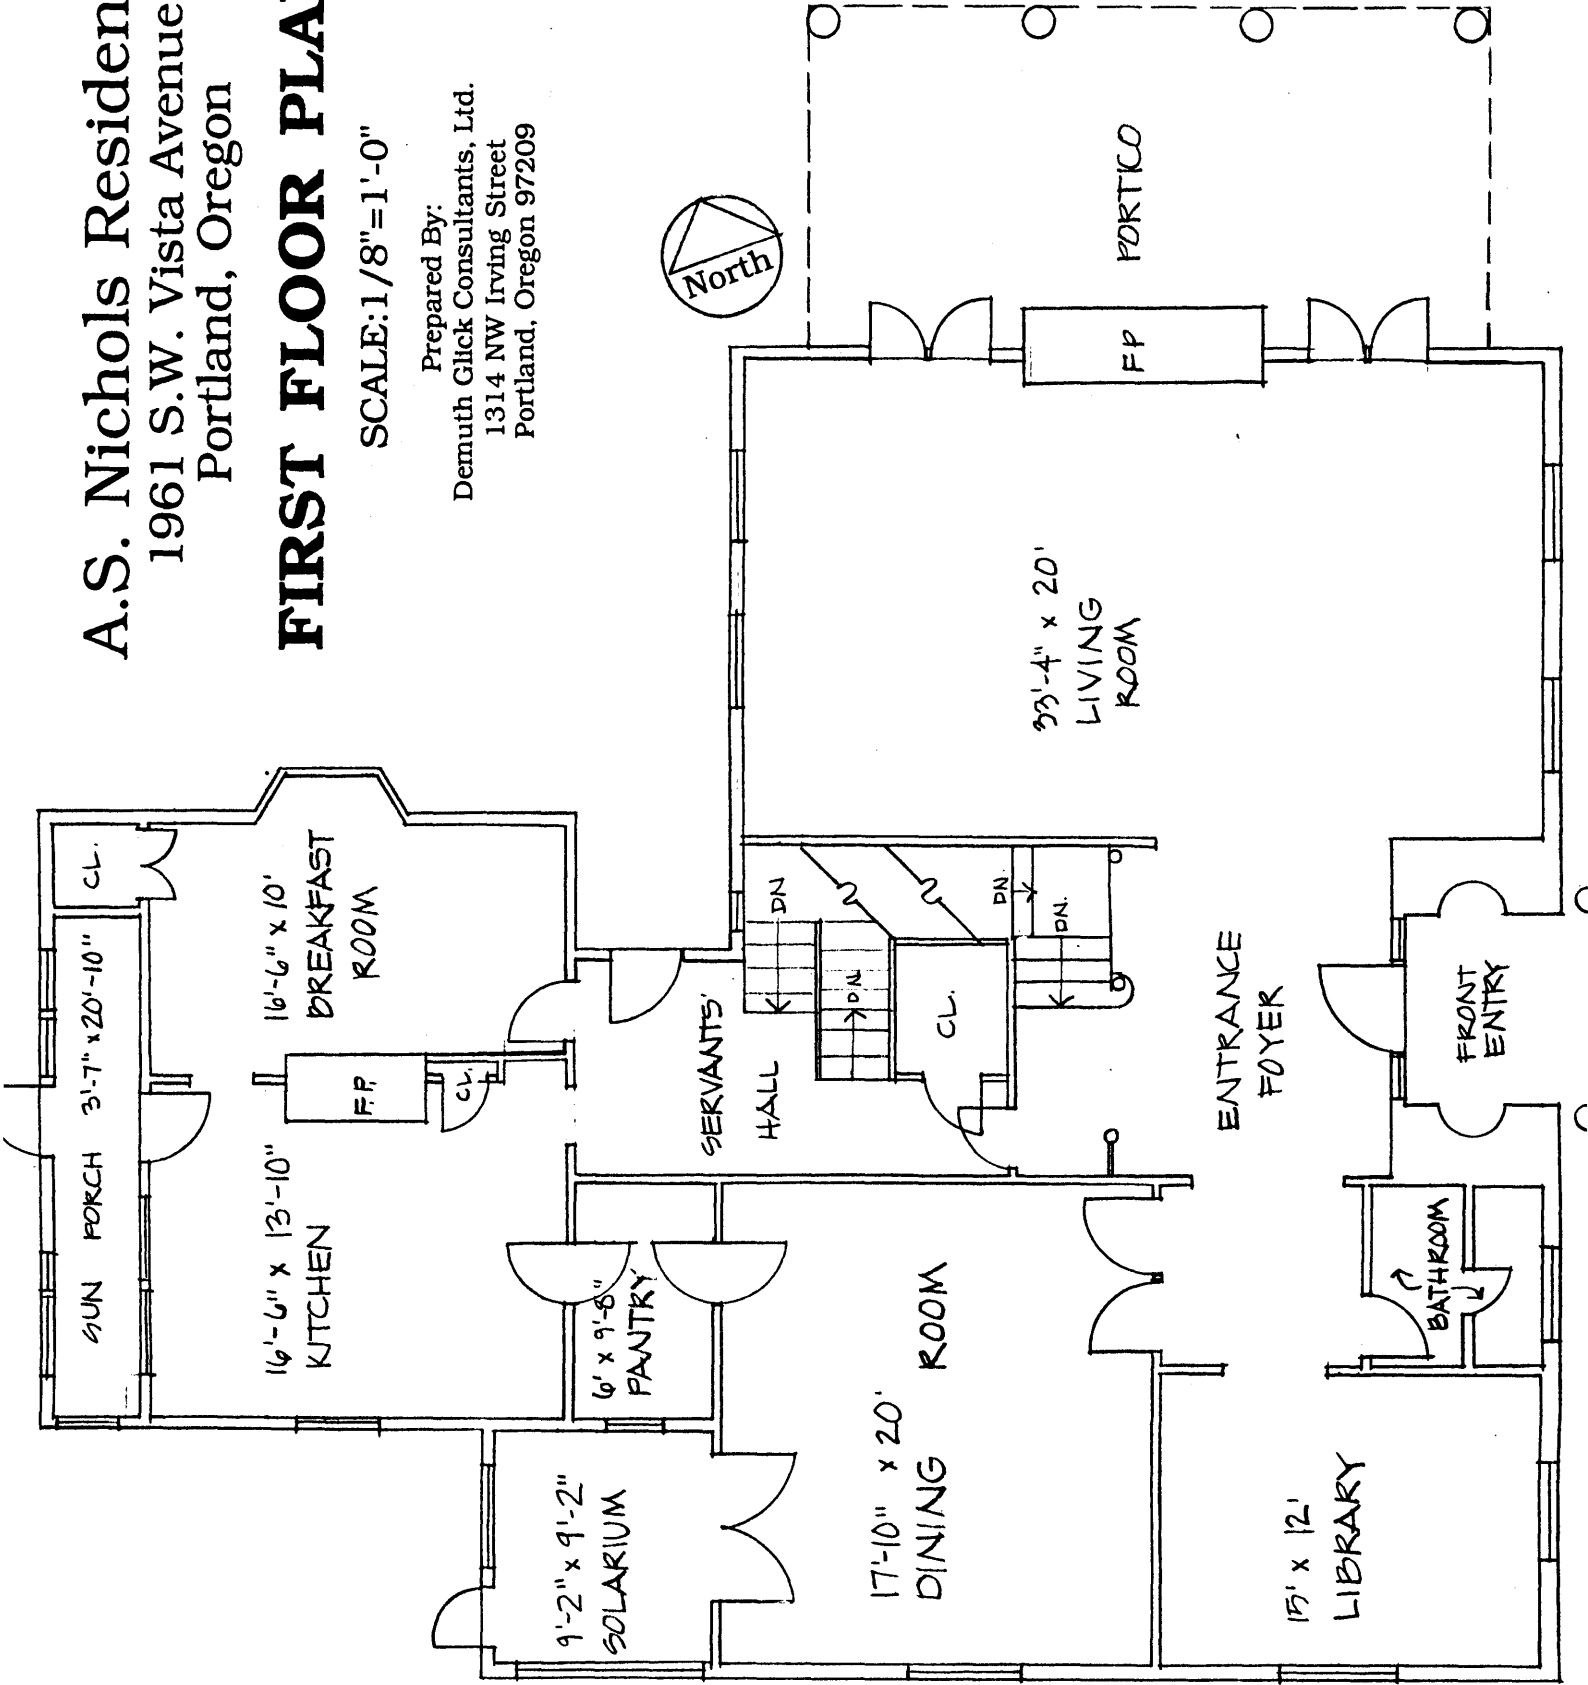 A.S. Nichols Residen
1961 S.W. Vista Avenue
Portland, Oregon
FIRST FLOOR PLA
SCALE:1/8"=1'-0"
Prepared By:
Demuth Glick Consultants, Ltd.
1314 NW Irving Street
Portland, Oregon 97209
North
PORTICO
FP
33'-4" x 20'
LIVING
ROOM
CL.
16'-6" x 10'
BREAKFAST
ROOM
SUN PORCH 3'-7" x 20'-10"
F.P.
CL.
16'-6" x 13'-10"
KITCHEN
SERVANTS'
HALL
DN
DN
DN.
DN.
CL.
ENTRANCE
FOYER
FRONT
ENTRY
6' x 9'-8"
PANTRY
BATHROOM
9'-2" x 9'-2"
SOLARIUM
17'-10" x 20'
DINING ROOM
15' x 12'
LIBRARY